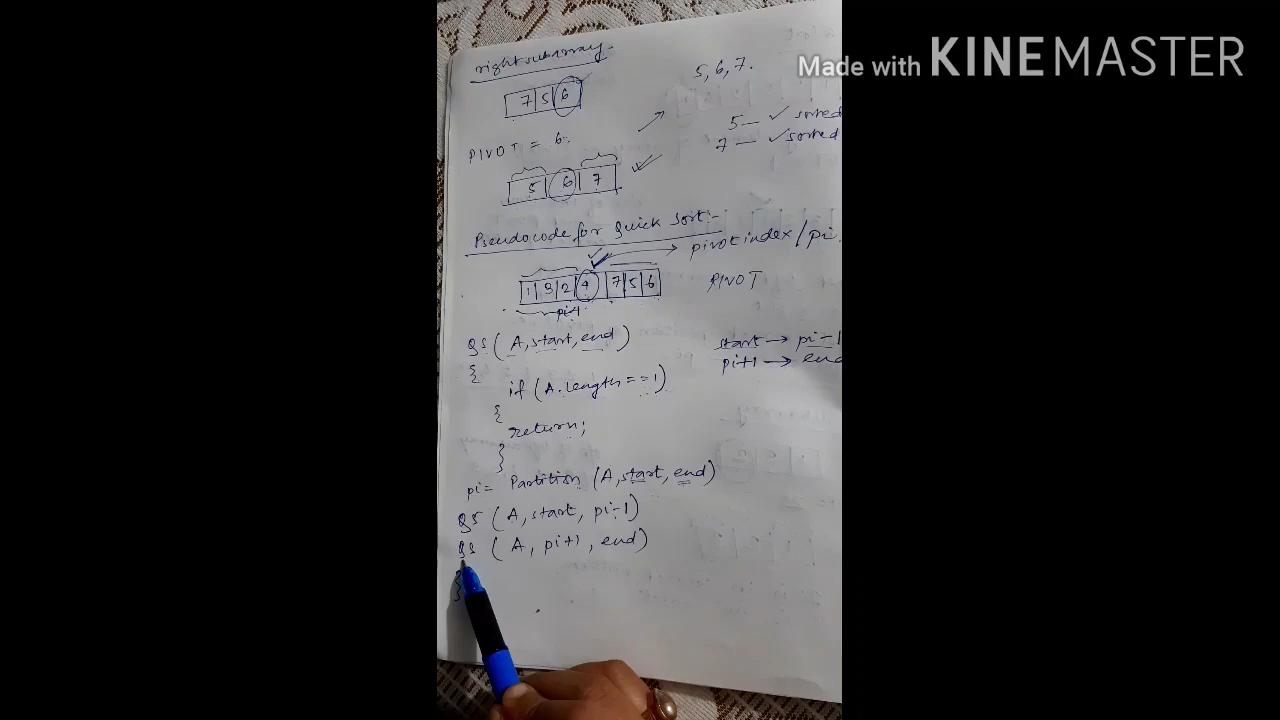 Made with KINEMASTER
right subarray.
7 5 6
5, 6, 7.
5 — ✓ sorted
7 — ✓ sorted
PIVOT = 6.
5 6 7
Pseudocode for Quick Sort:-
pivot index / pi.
1 3 2 4 7 5 6
PIVOT
pi-1
QS ( A, start, end )
start → pi-1
pi+1 → end
{
if ( A.length == 1 )
{
return;
}
pi = Partition ( A, start, end )
QS ( A, start, pi-1 )
QS ( A, pi+1, end )
}